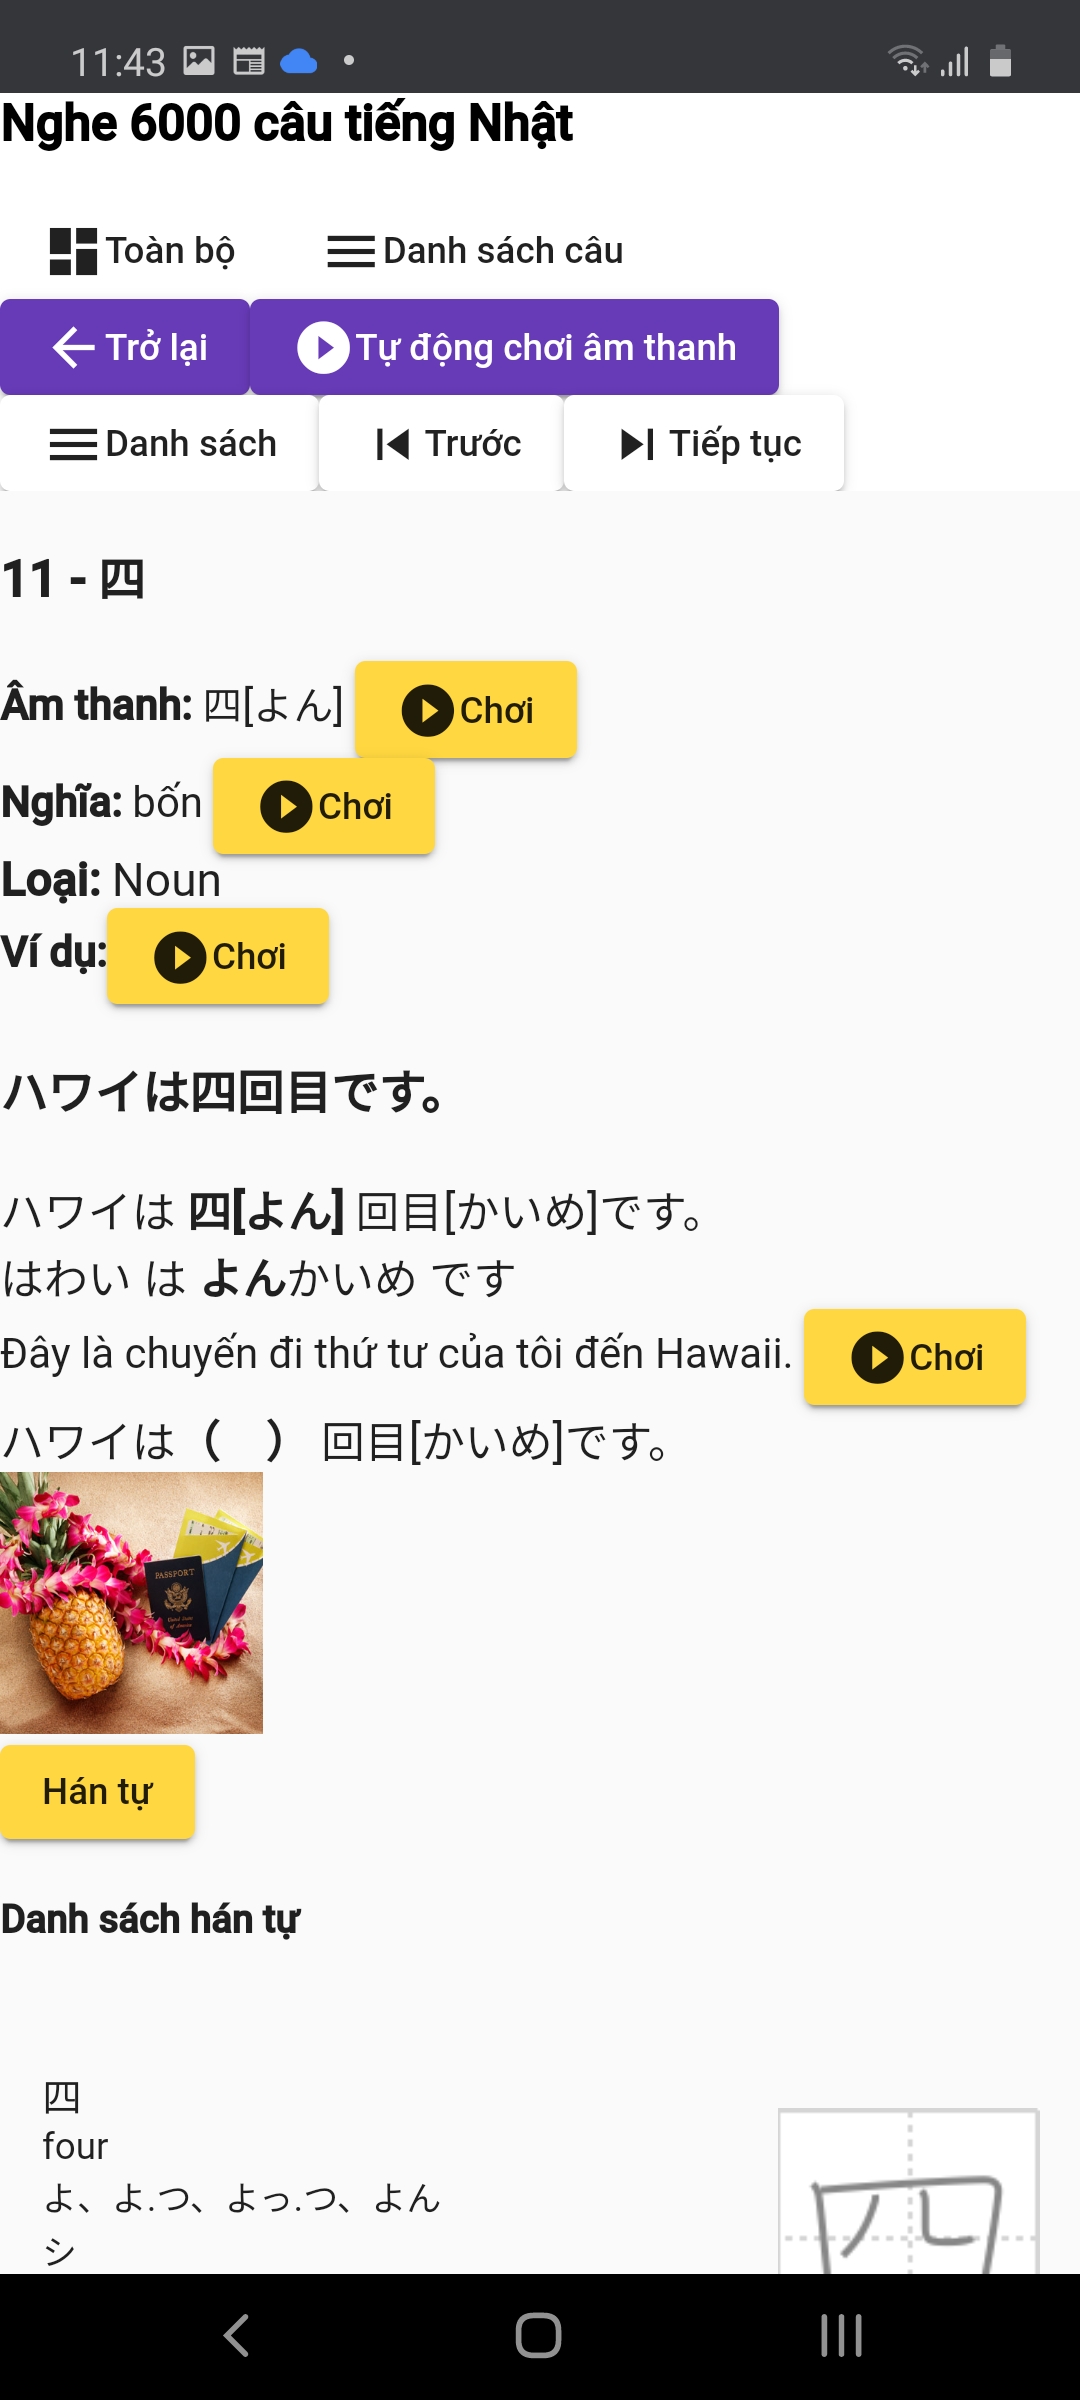 11:43
Nghe 6000 câu tiếng Nhật
Toàn bộ Danh sách câu
Trở lại Tự động chơi âm thanh
Danh sách Trước Tiếp tục
11 - 四
Âm thanh: 四[よん] Chơi
Nghĩa: bốn Chơi
Loại: Noun
Ví dụ: Chơi
ハワイは四回目です。
ハワイは 四[よん] 回目[かいめ]です。
はわい は よんかいめ です
Đây là chuyến đi thứ tư của tôi đến Hawaii. Chơi
ハワイは（　） 回目[かいめ]です。
PASSPORT
United States
of America
Hán tự
Danh sách hán tự
四
four
よ、よ.つ、よっ.つ、よん
シ
四